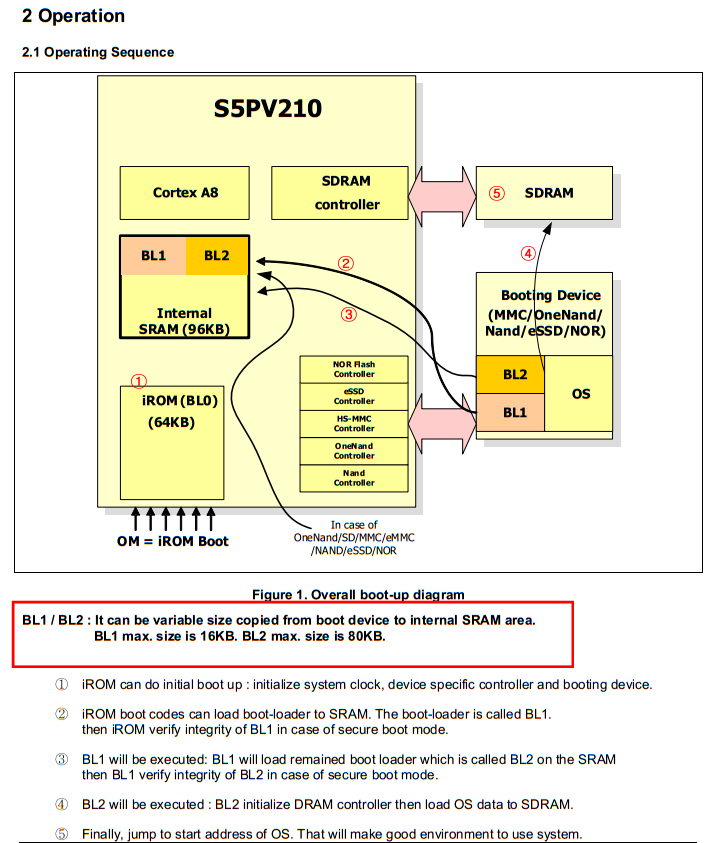 2 Operation
2.1 Operating Sequence
S5PV210
Cortex A8
SDRAM
controller
⑤ SDRAM
BL1 BL2
Internal
SRAM (96KB)
②
③
④
Booting Device
(MMC/OneNand/
Nand/eSSD/NOR)
BL2
BL1
OS
①
iROM (BL0)
(64KB)
NOR Flash
Controller
eSSD
Controller
HS-MMC
Controller
OneNand
Controller
Nand
Controller
OM = iROM Boot
In case of
OneNand/SD/MMC/eMMC
/NAND/eSSD/NOR
Figure 1. Overall boot-up diagram
BL1 / BL2 : It can be variable size copied from boot device to internal SRAM area.
BL1 max. size is 16KB. BL2 max. size is 80KB.
① iROM can do initial boot up : initialize system clock, device specific controller and booting device.
② iROM boot codes can load boot-loader to SRAM. The boot-loader is called BL1.
then iROM verify integrity of BL1 in case of secure boot mode.
③ BL1 will be executed: BL1 will load remained boot loader which is called BL2 on the SRAM
then BL1 verify integrity of BL2 in case of secure boot mode.
④ BL2 will be executed : BL2 initialize DRAM controller then load OS data to SDRAM.
⑤ Finally, jump to start address of OS. That will make good environment to use system.